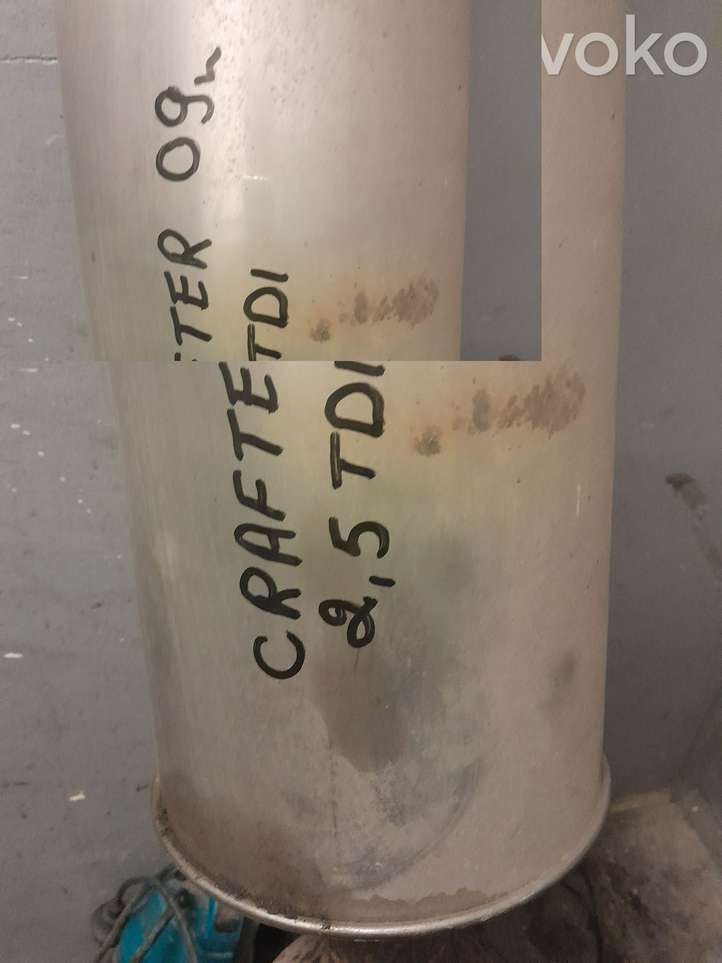 voko
TER 09
TDI
CRAFTE
2,5 TDI